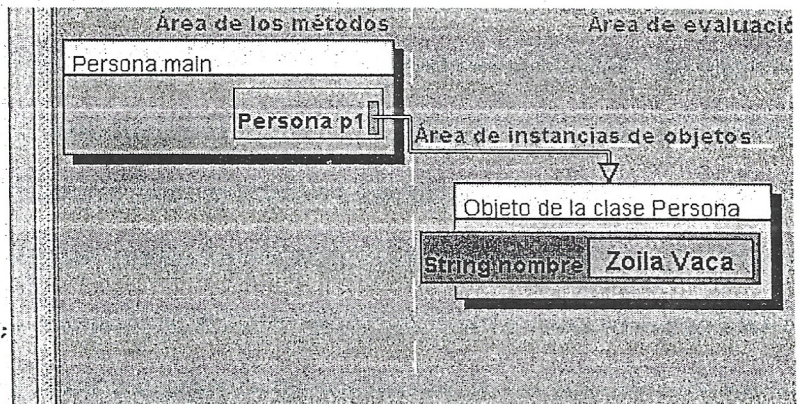 Área de los métodos
Área de evaluació
Persona.main
Persona p1
Área de instancias de objetos
Objeto de la clase Persona
String nombre
Zoila Vaca
;